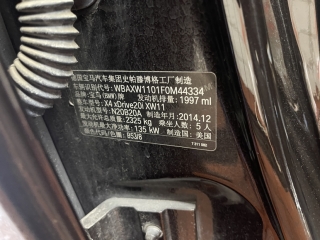 德国宝马汽车集团史帕滕博格工厂制造
车辆识别代号: WBAXW1101F0M44334
品牌: 宝马(BMW)牌 发动机排量: 1997 ml
整车型号: X4 xDrive20i XW11
发动机型号: N20B20A 制造年月: 2014.12
最大允许总质量: 2325 kg 乘坐人数: 5 人
发动机最大净功率: 135 kW 制造国: 美国